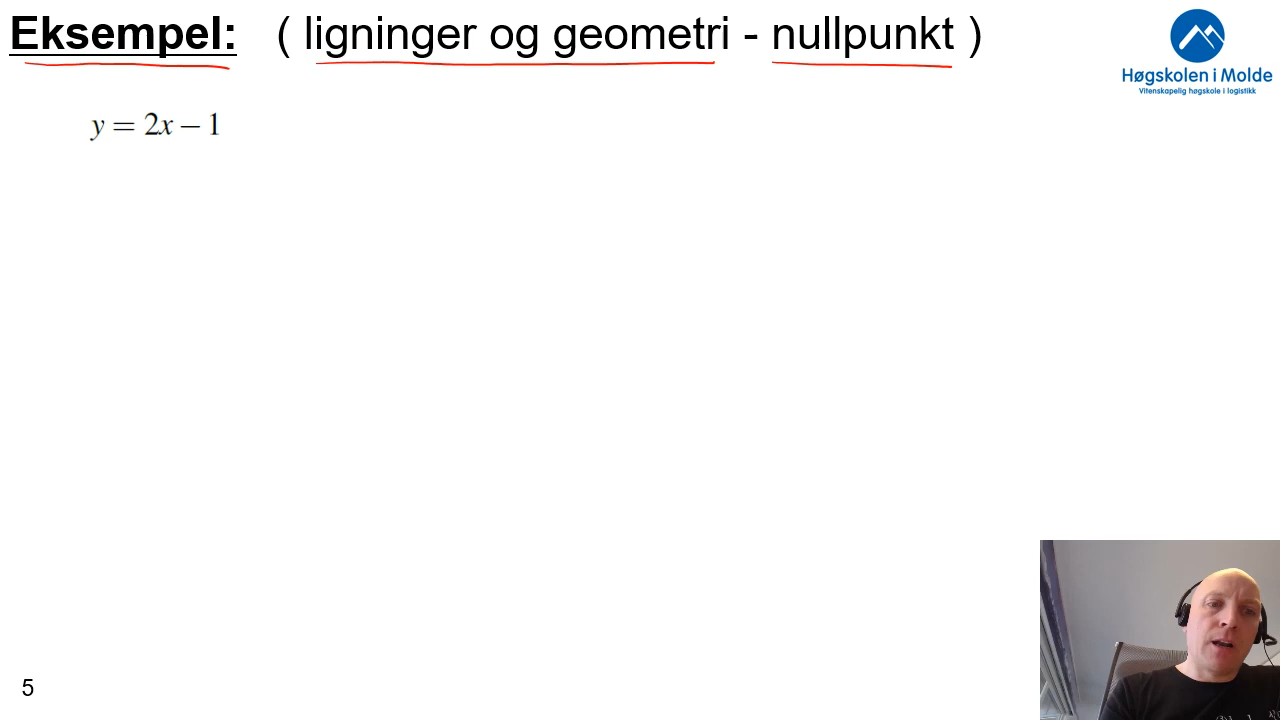 Eksempel: ( ligninger og geometri - nullpunkt )
Høgskolen i Molde
Vitenskapelig høgskole i logistikk
y = 2x − 1
5